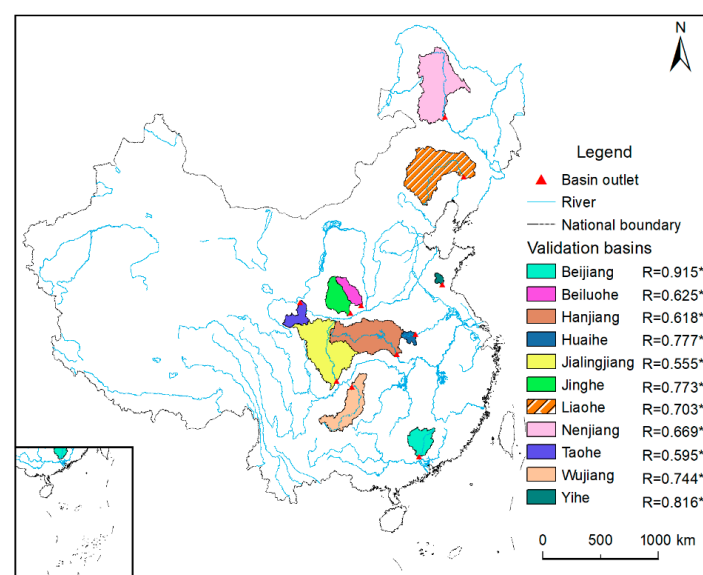 N
Legend
Basin outlet
River
National boundary
Validation basins
Beijiang R=0.915*
Beiluohe R=0.625*
Hanjiang R=0.618*
Huaihe R=0.777*
Jialingjiang R=0.555*
Jinghe R=0.773*
Liaohe R=0.703*
Nenjiang R=0.669*
Taohe R=0.595*
Wujiang R=0.744*
Yihe R=0.816*
0 500 1000 km